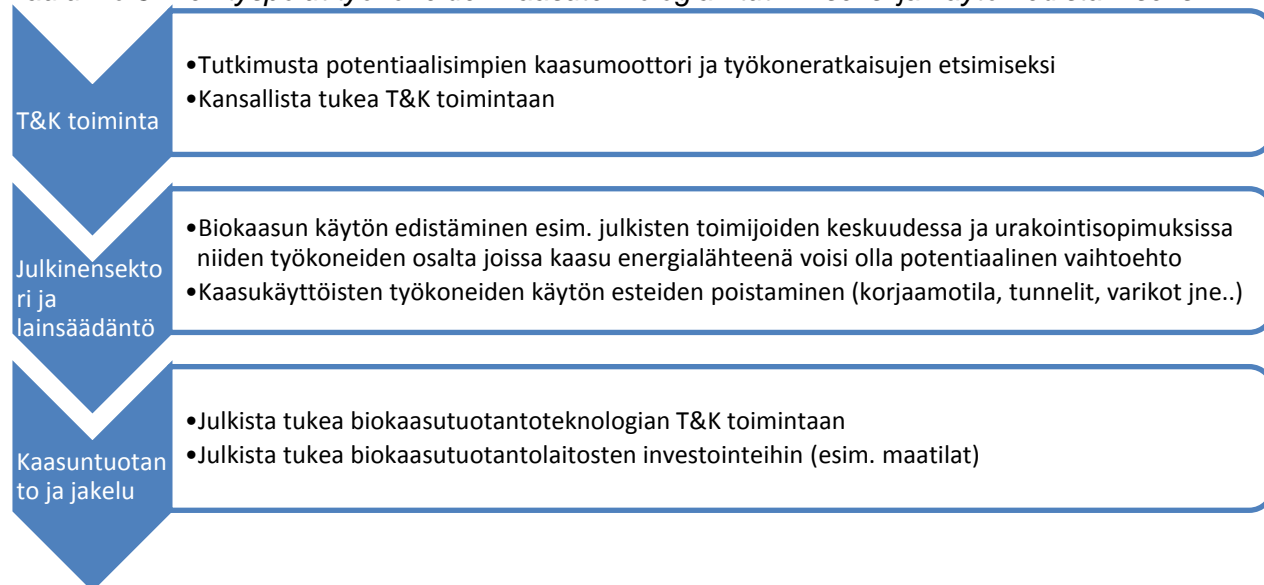 T&K toiminta
•Tutkimusta potentiaalisimpien kaasumoottori ja työkoneratkaisujen etsimiseksi
•Kansallista tukea T&K toimintaan
Julkinensekto
ri ja
lainsäädäntö
•Biokaasun käytön edistäminen esim. julkisten toimijoiden keskuudessa ja urakointisopimuksissa
niiden työkoneiden osalta joissa kaasu energialähteenä voisi olla potentiaalinen vaihtoehto
•Kaasukäyttöisten työkoneiden käytön esteiden poistaminen (korjaamotila, tunnelit, varikot jne..)
Kaasuntuotan
to ja jakelu
•Julkista tukea biokaasutuotantoteknologian T&K toimintaan
•Julkista tukea biokaasutuotantolaitosten investointeihin (esim. maatilat)